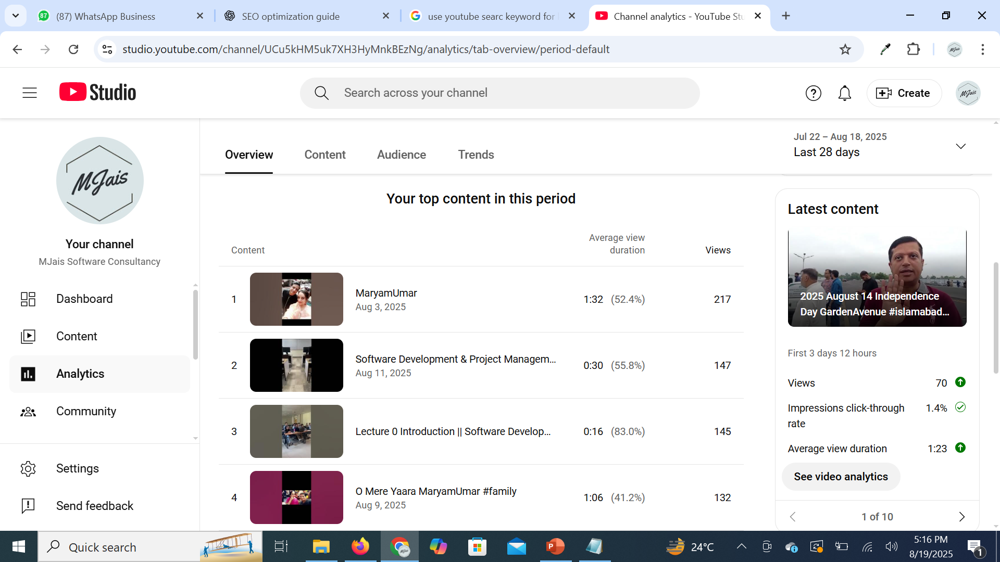 (87) WhatsApp Business
SEO optimization guide
use youtube searc keyword for
Channel analytics - YouTube Stu
studio.youtube.com/channel/UCu5kHM5uk7XH3HyMnkBEzNg/analytics/tab-overview/period-default
Studio
Search across your channel
Create
MJais
Your channel
MJais Software Consultancy
Dashboard
Content
Analytics
Community
Settings
Send feedback
Overview
Content
Audience
Trends
Jul 22 – Aug 18, 2025
Last 28 days
Your top content in this period
Content
Average view
duration
Views
1
MaryamUmar
Aug 3, 2025
1:32 (52.4%)
217
2
Software Development & Project Managem...
Aug 11, 2025
0:30 (55.8%)
147
3
Lecture 0 Introduction || Software Develop...
0:16 (83.0%)
145
4
O Mere Yaara MaryamUmar #family
Aug 9, 2025
1:06 (41.2%)
132
Latest content
2025 August 14 Independence
Day GardenAvenue #islamabad...
First 3 days 12 hours
Views 70
Impressions click-through 1.4%
rate
Average view duration 1:23
See video analytics
1 of 10
Quick search
24°C
5:16 PM
8/19/2025
1